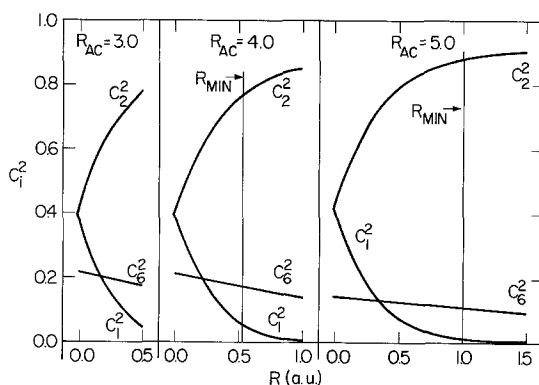 1.0
0.8
0.6
0.4
0.2
0.0
C_i^2
R_AC = 3.0
C_2^2
C_6^2
C_1^2
0.0 0.5
R_AC = 4.0
R_MIN
C_2^2
C_6^2
C_1^2
0.0 0.5 1.0
R_AC = 5.0
C_2^2
R_MIN
C_1^2
C_6^2
0.0 0.5 1.0 1.5
R (a.u.)